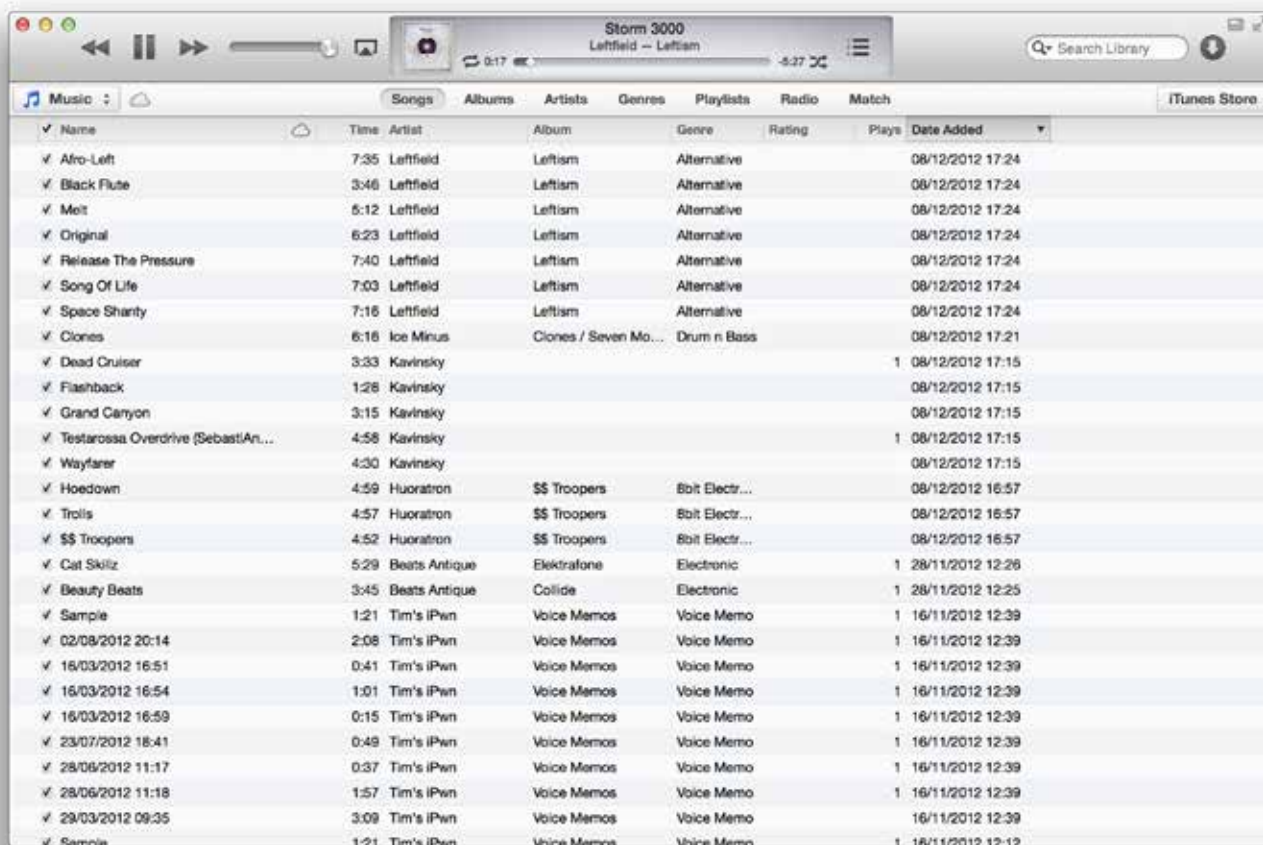 Storm 3000
Leftfield — Leftism
0:17 -5:27
Search Library
Music Songs Albums Artists Genres Playlists Radio Match iTunes Store
Name Time Artist Album Genre Rating Plays Date Added
Afro-Left 7:35 Leftfield Leftism Alternative 08/12/2012 17:24
Black Flute 3:46 Leftfield Leftism Alternative 08/12/2012 17:24
Melt 5:12 Leftfield Leftism Alternative 08/12/2012 17:24
Original 6:23 Leftfield Leftism Alternative 08/12/2012 17:24
Release The Pressure 7:40 Leftfield Leftism Alternative 08/12/2012 17:24
Song Of Life 7:03 Leftfield Leftism Alternative 08/12/2012 17:24
Space Shanty 7:16 Leftfield Leftism Alternative 08/12/2012 17:24
Clones 6:16 Ice Minus Clones / Seven Mo... Drum n Bass 08/12/2012 17:21
Dead Cruiser 3:33 Kavinsky 1 08/12/2012 17:15
Flashback 1:28 Kavinsky 08/12/2012 17:15
Grand Canyon 3:15 Kavinsky 08/12/2012 17:15
Testarossa Overdrive (SebastiAn... 4:58 Kavinsky 1 08/12/2012 17:15
Wayfarer 4:30 Kavinsky 08/12/2012 17:15
Hoedown 4:59 Huoratron $$ Troopers 8bit Electr... 08/12/2012 16:57
Trolls 4:57 Huoratron $$ Troopers 8bit Electr... 08/12/2012 16:57
$$ Troopers 4:52 Huoratron $$ Troopers 8bit Electr... 08/12/2012 16:57
Cat Skillz 5:29 Beats Antique Elektrafone Electronic 1 28/11/2012 12:26
Beauty Beats 3:45 Beats Antique Collide Electronic 1 28/11/2012 12:25
Sample 1:21 Tim's iPwn Voice Memos Voice Memo 1 16/11/2012 12:39
02/08/2012 20:14 2:08 Tim's iPwn Voice Memos Voice Memo 1 16/11/2012 12:39
16/03/2012 16:51 0:41 Tim's iPwn Voice Memos Voice Memo 1 16/11/2012 12:39
16/03/2012 16:54 1:01 Tim's iPwn Voice Memos Voice Memo 1 16/11/2012 12:39
16/03/2012 16:59 0:15 Tim's iPwn Voice Memos Voice Memo 1 16/11/2012 12:39
23/07/2012 18:41 0:49 Tim's iPwn Voice Memos Voice Memo 1 16/11/2012 12:39
28/06/2012 11:17 0:37 Tim's iPwn Voice Memos Voice Memo 1 16/11/2012 12:39
28/06/2012 11:18 1:57 Tim's iPwn Voice Memos Voice Memo 1 16/11/2012 12:39
29/03/2012 09:35 3:09 Tim's iPwn Voice Memos Voice Memo 16/11/2012 12:39
Sample 1:21 Tim's iPwn Voice Memos Voice Memo 1 16/11/2012 12:12